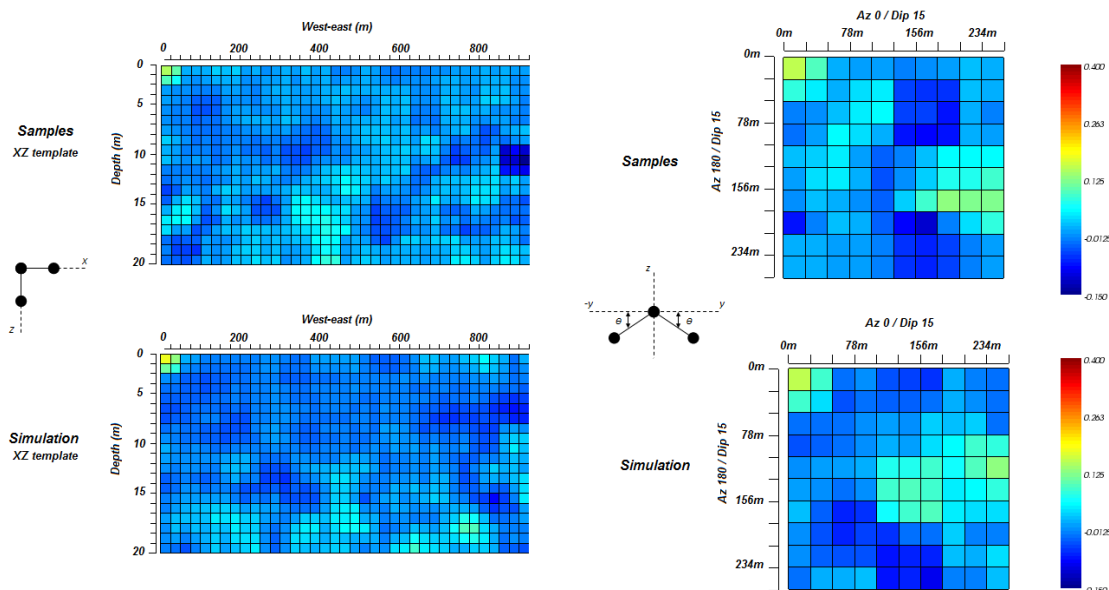 West-east (m)
0 200 400 600 800
0
5
10
15
20
Depth (m)
Samples
XZ template
x
z
West-east (m)
0 200 400 600 800
0
5
10
15
20
Depth (m)
Simulation
XZ template
Az 0 / Dip 15
0m 78m 156m 234m
0m
78m
156m
234m
Az 180 / Dip 15
Samples
0.400
0.263
0.125
-0.0125
-0.150
z
-y y
θ θ
Az 0 / Dip 15
0m 78m 156m 234m
0m
78m
156m
234m
Az 180 / Dip 15
Simulation
0.400
0.263
0.125
-0.0125
-0.150